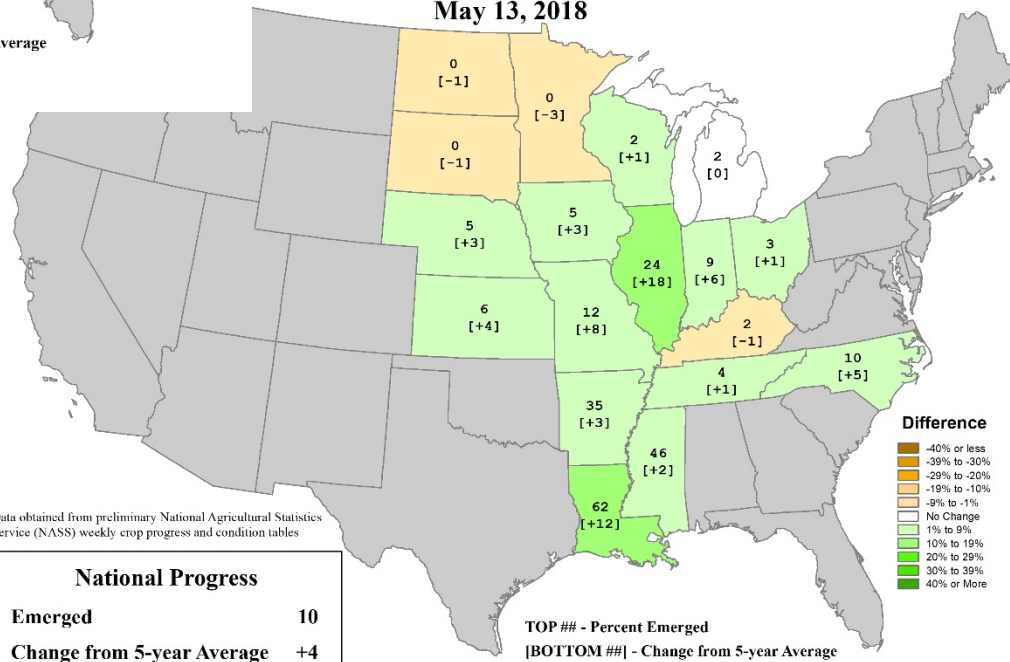 May 13, 2018
verage
0
[-1]
0
[-3]
0
[-1]
2
[+1]
2
[0]
5
[+3]
5
[+3]
24
[+18]
9
[+6]
3
[+1]
6
[+4]
12
[+8]
2
[-1]
4
[+1]
10
[+5]
35
[+3]
46
[+2]
62
[+12]
Difference
-40% or less
-39% to -30%
-29% to -20%
-19% to -10%
-9% to -1%
No Change
1% to 9%
10% to 19%
20% to 29%
30% to 39%
40% or More
ata obtained from preliminary National Agricultural Statistics
ervice (NASS) weekly crop progress and condition tables
National Progress
Emerged 10
Change from 5-year Average +4
TOP ## - Percent Emerged
[BOTTOM ##] - Change from 5-year Average